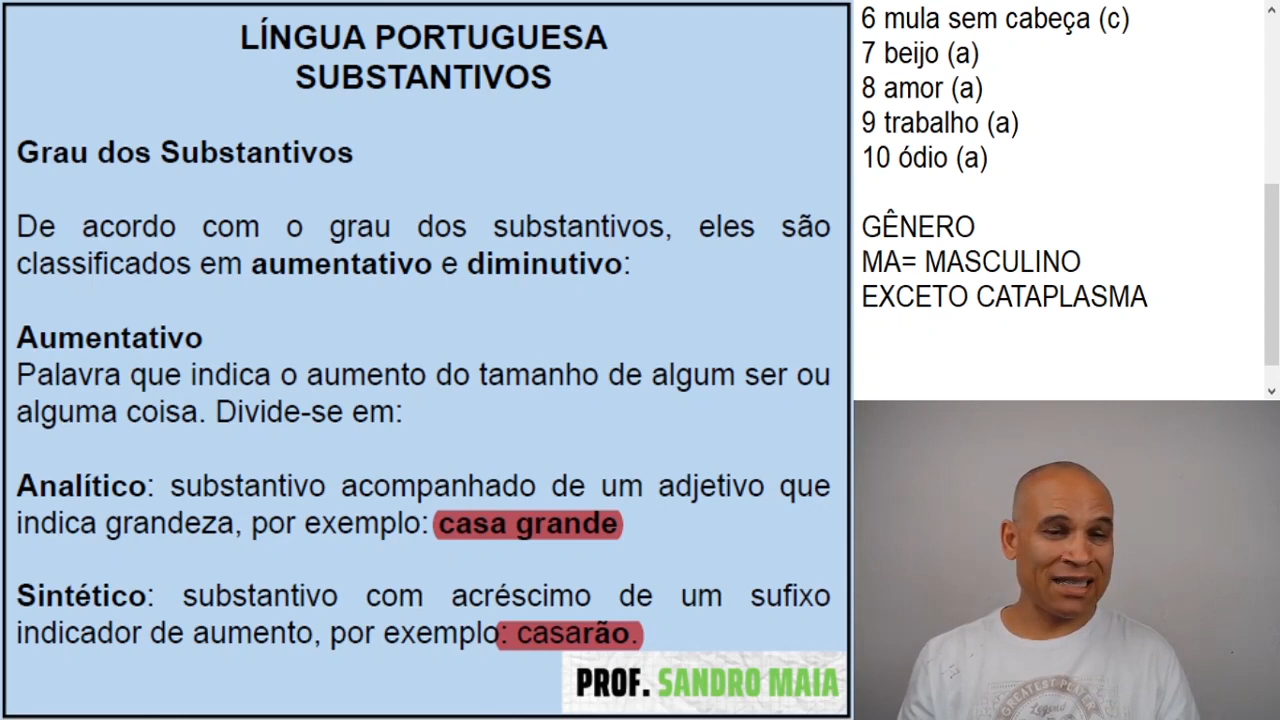 LÍNGUA PORTUGUESA
SUBSTANTIVOS
Grau dos Substantivos
De acordo com o grau dos substantivos, eles são
classificados em aumentativo e diminutivo:
Aumentativo
Palavra que indica o aumento do tamanho de algum ser ou
alguma coisa. Divide-se em:
Analítico: substantivo acompanhado de um adjetivo que
indica grandeza, por exemplo: casa grande
Sintético: substantivo com acréscimo de um sufixo
indicador de aumento, por exemplo: casarão.
PROF. SANDRO MAIA
6 mula sem cabeça (c)
7 beijo (a)
8 amor (a)
9 trabalho (a)
10 ódio (a)
GÊNERO
MA= MASCULINO
EXCETO CATAPLASMA
GREATEST PLAYER
Legend